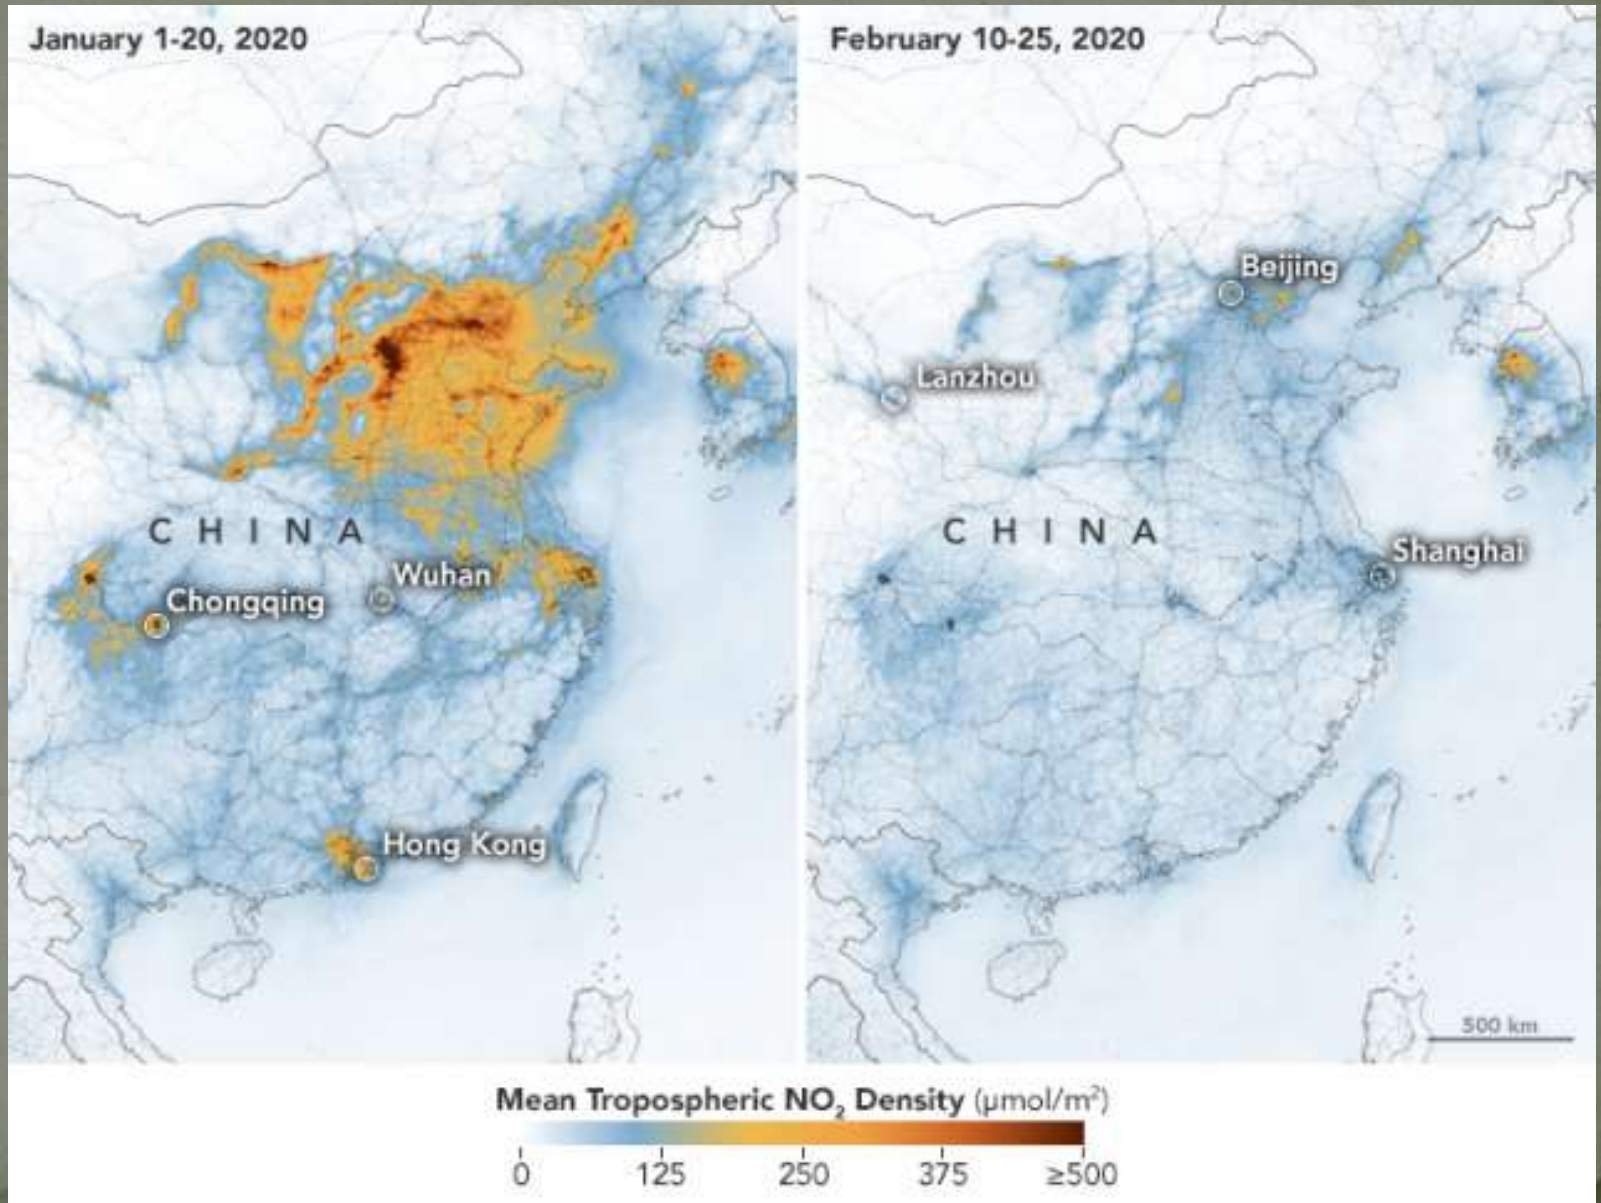 January 1-20, 2020
February 10-25, 2020
Beijing
Lanzhou
CHINA
CHINA
Wuhan
Shanghai
Chongqing
Hong Kong
500 km
Mean Tropospheric NO₂ Density (µmol/m²)
0 125 250 375 ≥500